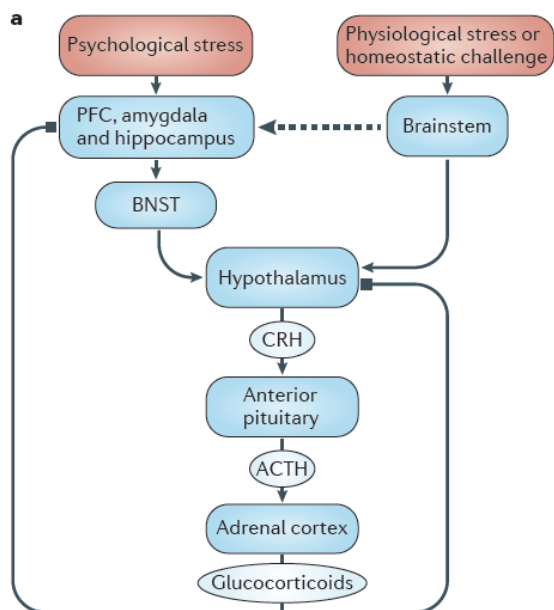 a
Psychological stress
Physiological stress or
homeostatic challenge
PFC, amygdala
and hippocampus
Brainstem
BNST
Hypothalamus
CRH
Anterior
pituitary
ACTH
Adrenal cortex
Glucocorticoids